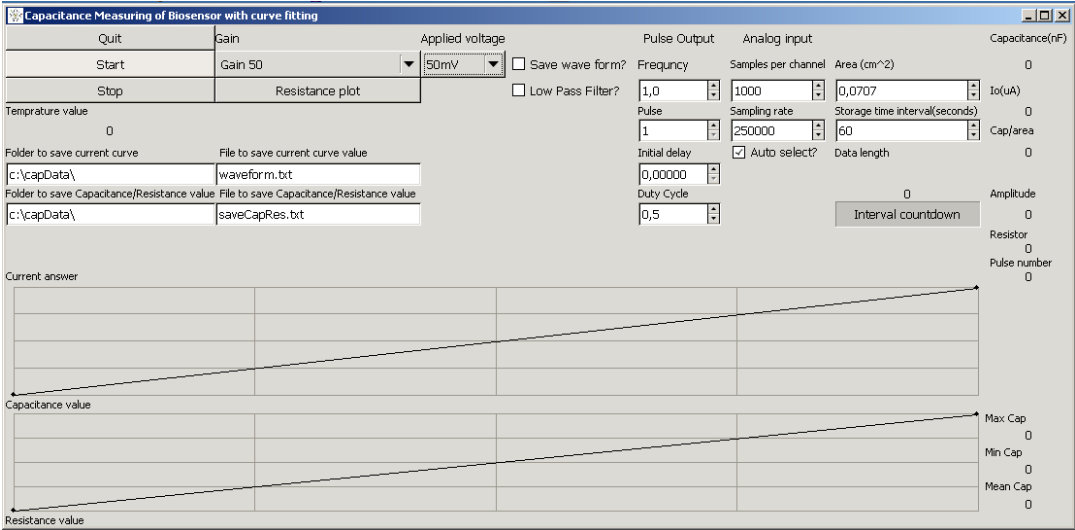 Capacitance Measuring of Biosensor with curve fitting
Quit Gain Applied voltage Pulse Output Analog input Capacitance(nF)
Start Gain 50 50mV Save wave form? Frequncy Samples per channel Area (cm^2) 0
Stop Resistance plot Low Pass Filter? 1,0 1000 0,0707 Io(uA)
Temprature value Pulse Sampling rate Storage time interval(seconds) 0
0 1 250000 60 Cap/area
Folder to save current curve File to save current curve value Initial delay Auto select? Data length 0
c:\capData\ waveform.txt 0,00000
Folder to save Capacitance/Resistance value File to save Capacitance/Resistance value Duty Cycle 0 Amplitude
c:\capData\ saveCapRes.txt 0,5 Interval countdown 0
Resistor
0
Pulse number
Current answer 0
Capacitance value
Max Cap
0
Min Cap
0
Mean Cap
0
Resistance value